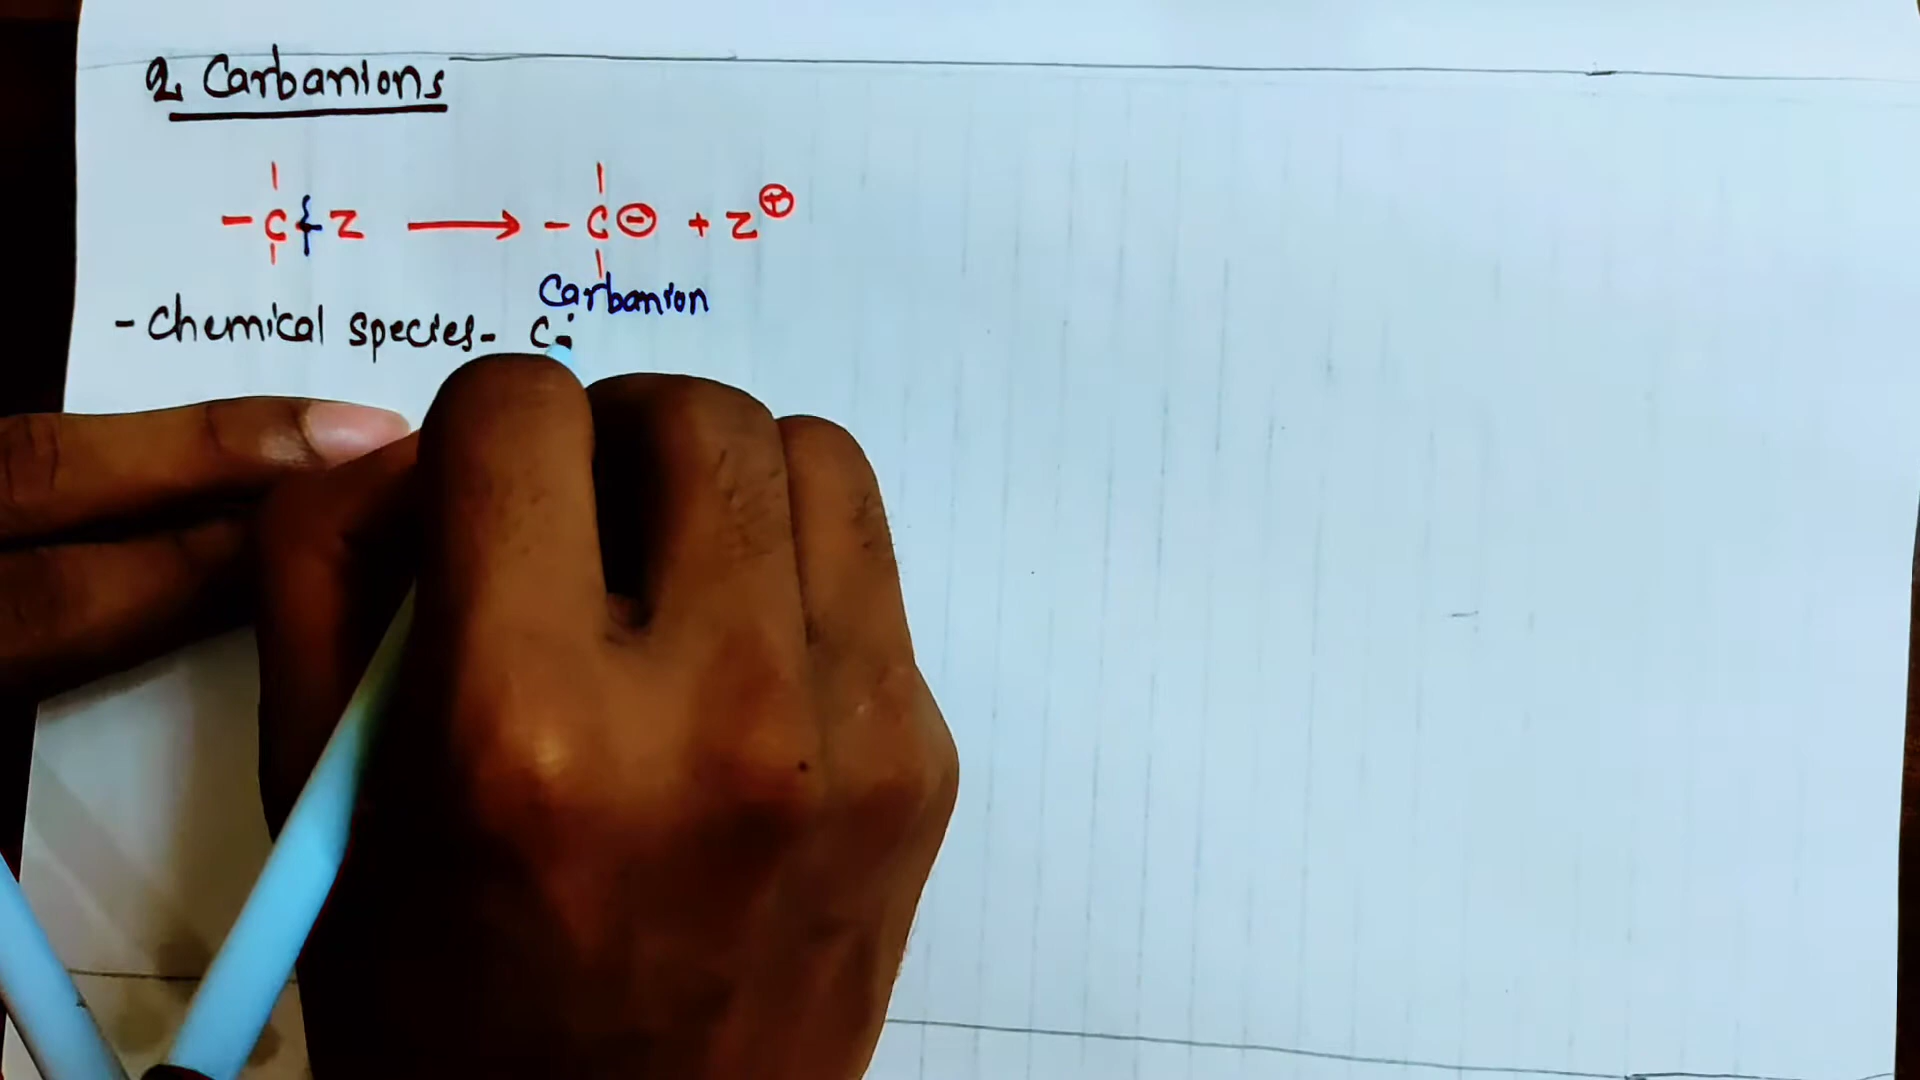 2. Carbanions
- C { Z ⟶ - C ⊖ + Z ⊕
Carbanion
- Chemical species - C